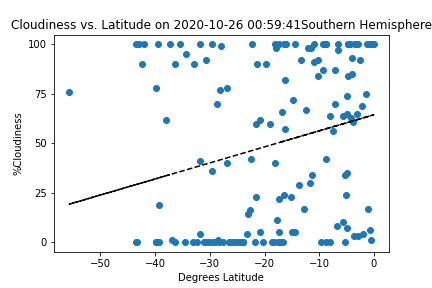 Cloudiness vs. Latitude on 2020-10-26 00:59:41Southern Hemisphere
100
75
50
25
0
%Cloudiness
−50 −40 −30 −20 −10 0
Degrees Latitude